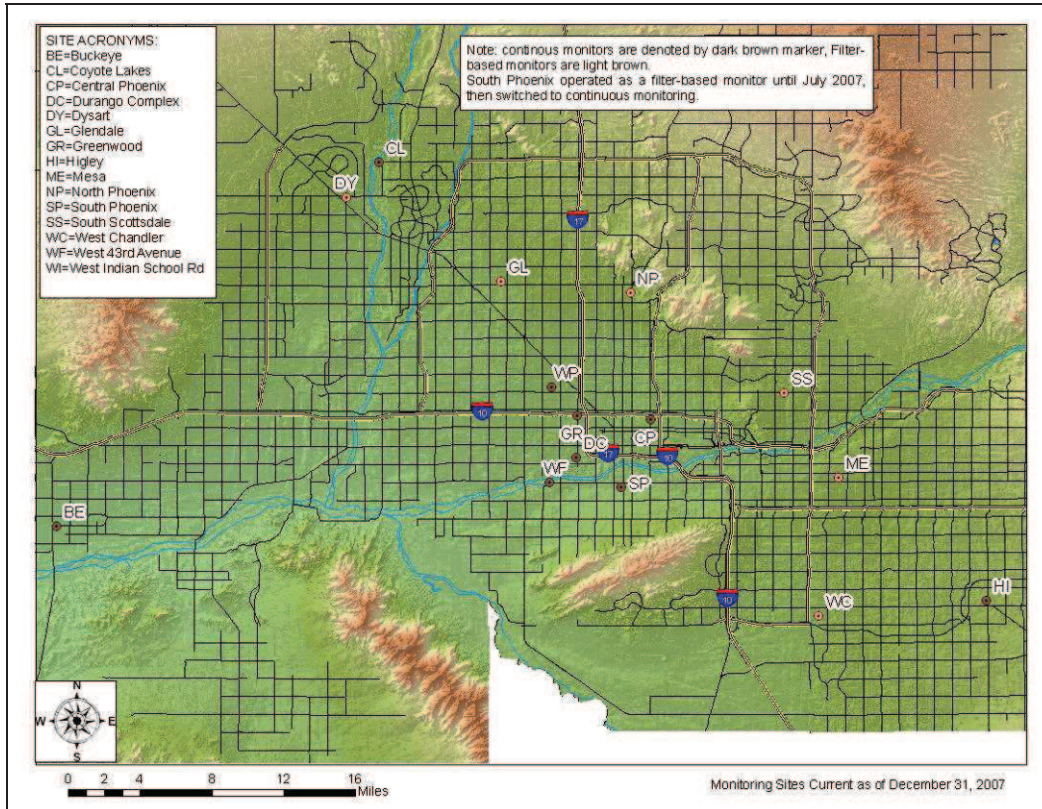 SITE ACRONYMS:
BE=Buckeye
CL=Coyote Lakes
CP=Central Phoenix
DC=Durango Complex
DY=Dysart
GL=Glendale
GR=Greenwood
HI=Higley
ME=Mesa
NP=North Phoenix
SP=South Phoenix
SS=South Scottsdale
WC=West Chandler
WF=West 43rd Avenue
WI=West Indian School Rd
Note: continous monitors are denoted by dark brown marker, Filter-
based monitors are light brown.
South Phoenix operated as a filter-based monitor until July 2007,
then switched to continuous monitoring.
CL
DY
17
GL
NP
WP
SS
10
GR
DC
CP
17
10
WF
SP
ME
BE
10
WC
HI
N
W E
S
0 2 4 8 12 16
Miles
Monitoring Sites Current as of December 31, 2007